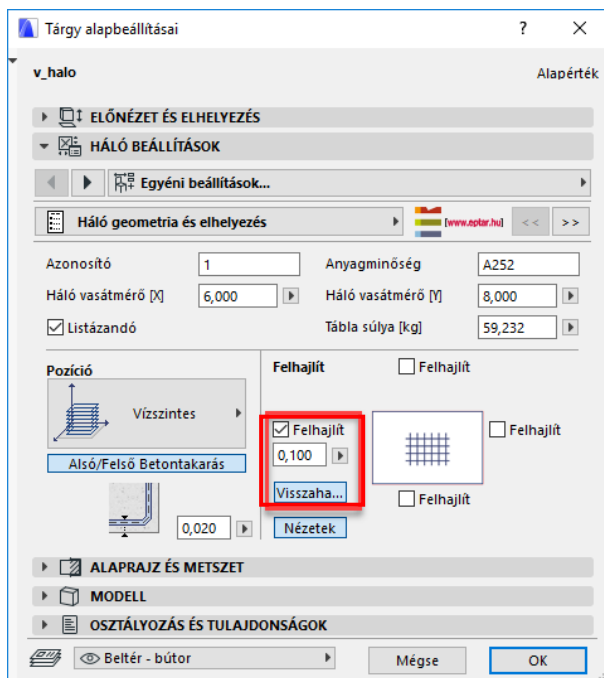 Tárgy alapbeállításai ?
v_halo Alapérték
ELŐNÉZET ÉS ELHELYEZÉS
HÁLÓ BEÁLLÍTÁSOK
Egyéni beállítások...
Háló geometria és elhelyezés [www.eptar.hu] << >>
Azonosító 1 Anyagminőség A252
Háló vasátmérő [X] 6,000 Háló vasátmérő [Y] 8,000
Listázandó Tábla súlya [kg] 59,232
Pozíció Felhajlít Felhajlít
Vízszintes Felhajlít Felhajlít
0,100
Alsó/Felső Betontakarás Visszaha... Felhajlít
0,020 Nézetek
ALAPRAJZ ÉS METSZET
MODELL
OSZTÁLYOZÁS ÉS TULAJDONSÁGOK
Beltér - bútor Mégse OK